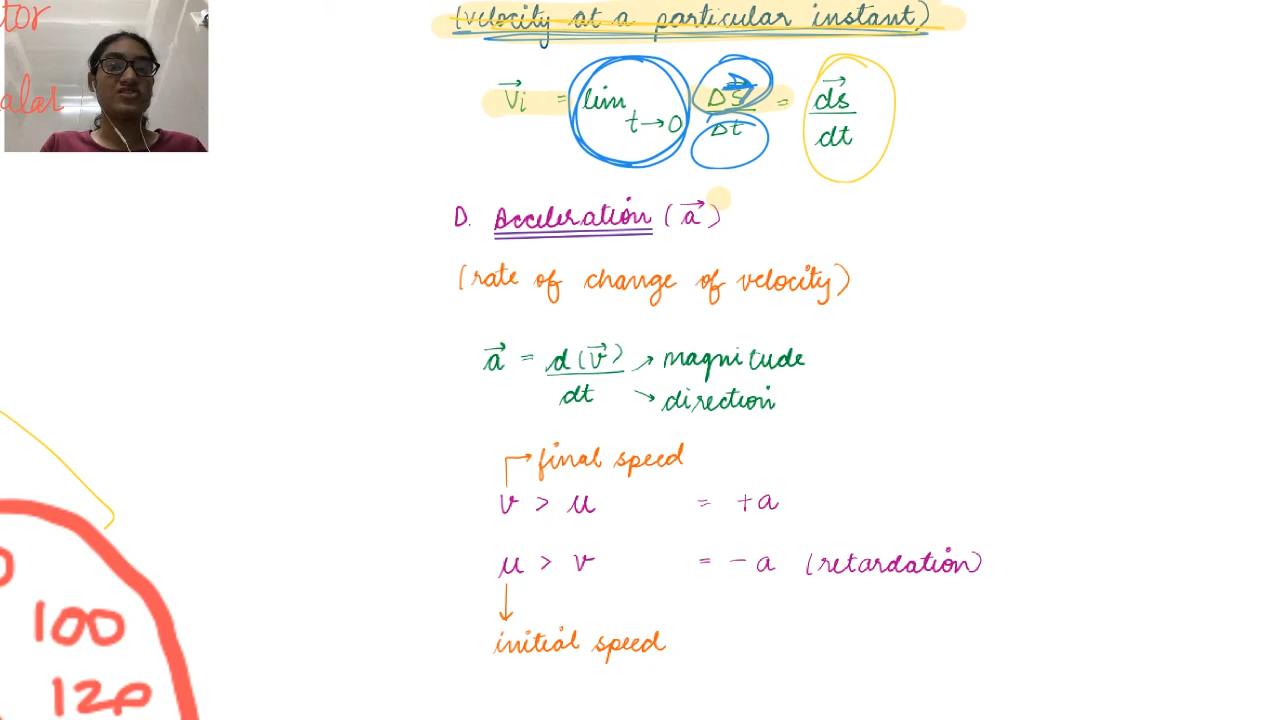 tor
alar
(velocity at a particular instant)
v⃗i = lim t→0 Δs⃗/Δt = ds⃗/dt
D. Acceleration (a⃗)
(rate of change of velocity)
a⃗ = d(v⃗)/dt → magnitude
→ direction
→ final speed
v > u = +a
u > v = −a (retardation)
↓
initial speed
0
100
120